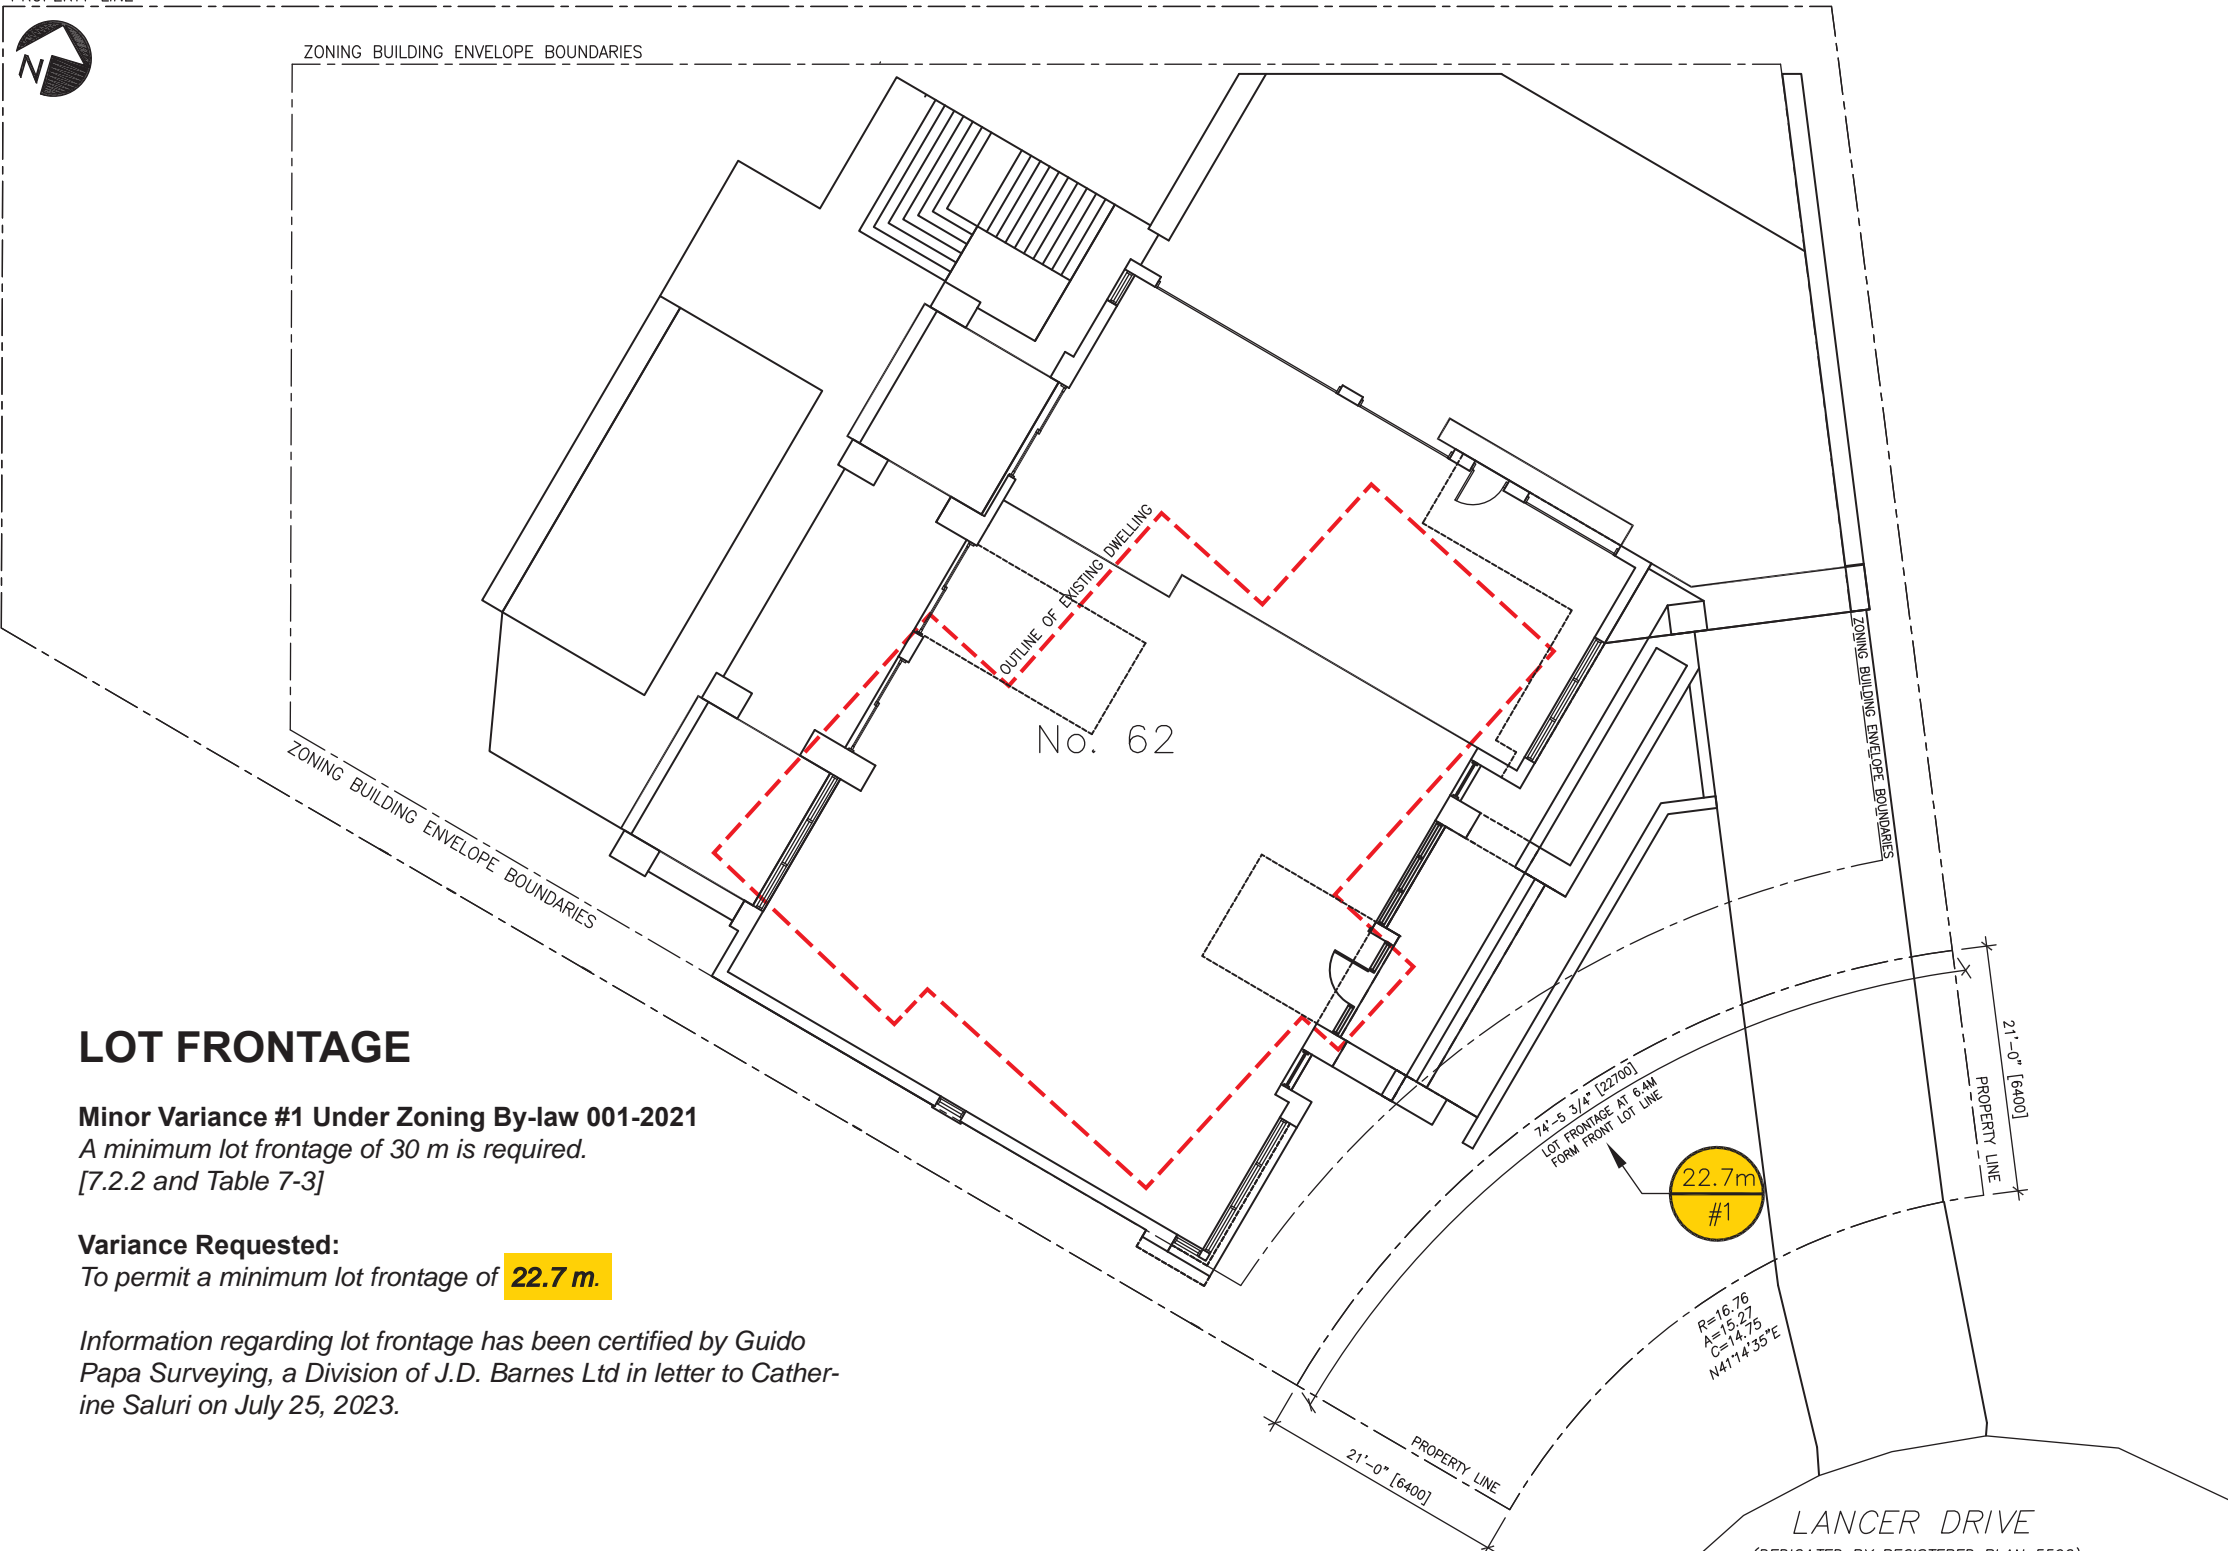 PROPERTY LINE
N
ZONING BUILDING ENVELOPE BOUNDARIES
OUTLINE OF EXISTING DWELLING
No. 62
ZONING BUILDING ENVELOPE BOUNDARIES
ZONING BUILDING ENVELOPE BOUNDARIES
LOT FRONTAGE
Minor Variance #1 Under Zoning By-law 001-2021
A minimum lot frontage of 30 m is required.
[7.2.2 and Table 7-3]
Variance Requested:
To permit a minimum lot frontage of 22.7 m.
Information regarding lot frontage has been certified by Guido
Papa Surveying, a Division of J.D. Barnes Ltd in letter to Cather-
ine Saluri on July 25, 2023.
74'-5 3/4" [22700]
LOT FRONTAGE AT 6.4M
FORM FRONT LOT LINE
22.7m
#1
21'-0" [6400]
PROPERTY LINE
R=16.76
A=15.27
C=14.75
N41°14'35"E
PROPERTY LINE
21'-0" [6400]
LANCER DRIVE
(DEDICATED BY REGISTERED PLAN